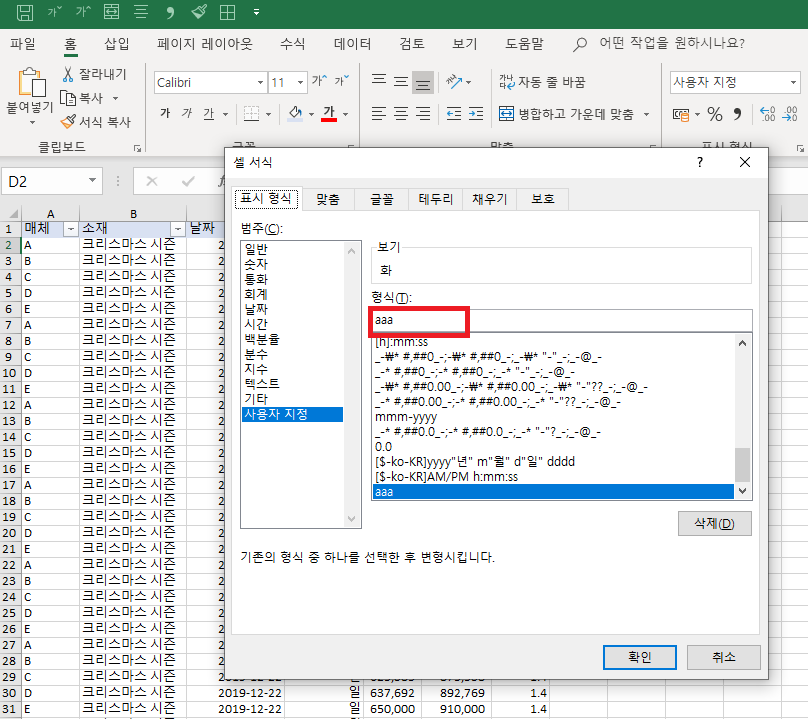 파일 홈 삽입 페이지 레이아웃 수식 데이터 검토 보기 도움말 어떤 작업을 원하시나요?
붙여넣기
잘라내기
복사
서식 복사
클립보드
Calibri 11
가 가 가 가
자동 줄 바꿈
병합하고 가운데 맞춤
사용자 지정
D2
셀 서식 ?
표시 형식 맞춤 글꼴 테두리 채우기 보호
범주(C):
일반
숫자
통화
회계
날짜
시간
백분율
분수
지수
텍스트
기타
사용자 지정
보기
화
형식(T):
aaa
[h]:mm:ss
_-₩* #,##0_-;-₩* #,##0_-;_-₩* "-"_-;_-@_-
_-* #,##0_-;-* #,##0_-;_-* "-"_-;_-@_-
_-₩* #,##0.00_-;-₩* #,##0.00_-;_-₩* "-"??_-;_-@_-
_-* #,##0.00_-;-* #,##0.00_-;_-* "-"??_-;_-@_-
mmm-yyyy
_-* #,##0.0_-;-* #,##0.0_-;_-* "-"?_-;_-@_-
0.0
[$-ko-KR]yyyy"년" m"월" d"일" dddd
[$-ko-KR]AM/PM h:mm:ss
aaa
삭제(D)
기존의 형식 중 하나를 선택한 후 변형시킵니다.
확인 취소
A B
1 매체 소재 날짜
2 A 크리스마스 시즌 2
3 B 크리스마스 시즌 2
4 C 크리스마스 시즌 2
5 D 크리스마스 시즌 2
6 E 크리스마스 시즌 2
7 A 크리스마스 시즌 2
8 B 크리스마스 시즌 2
9 C 크리스마스 시즌 2
10 D 크리스마스 시즌 2
11 E 크리스마스 시즌 2
12 A 크리스마스 시즌 2
13 B 크리스마스 시즌 2
14 C 크리스마스 시즌 2
15 D 크리스마스 시즌 2
16 E 크리스마스 시즌 2
17 A 크리스마스 시즌 2
18 B 크리스마스 시즌 2
19 C 크리스마스 시즌 2
20 D 크리스마스 시즌 2
21 E 크리스마스 시즌 2
22 A 크리스마스 시즌 2
23 B 크리스마스 시즌 2
24 C 크리스마스 시즌 2
25 D 크리스마스 시즌 2
26 E 크리스마스 시즌 2
27 A 크리스마스 시즌 2
28 B 크리스마스 시즌 2
29 C 크리스마스 시즌 2019-12-22 일 1.4
30 D 크리스마스 시즌 2019-12-22 일 637,692 892,769 1.4
31 E 크리스마스 시즌 2019-12-22 일 650,000 910,000 1.4